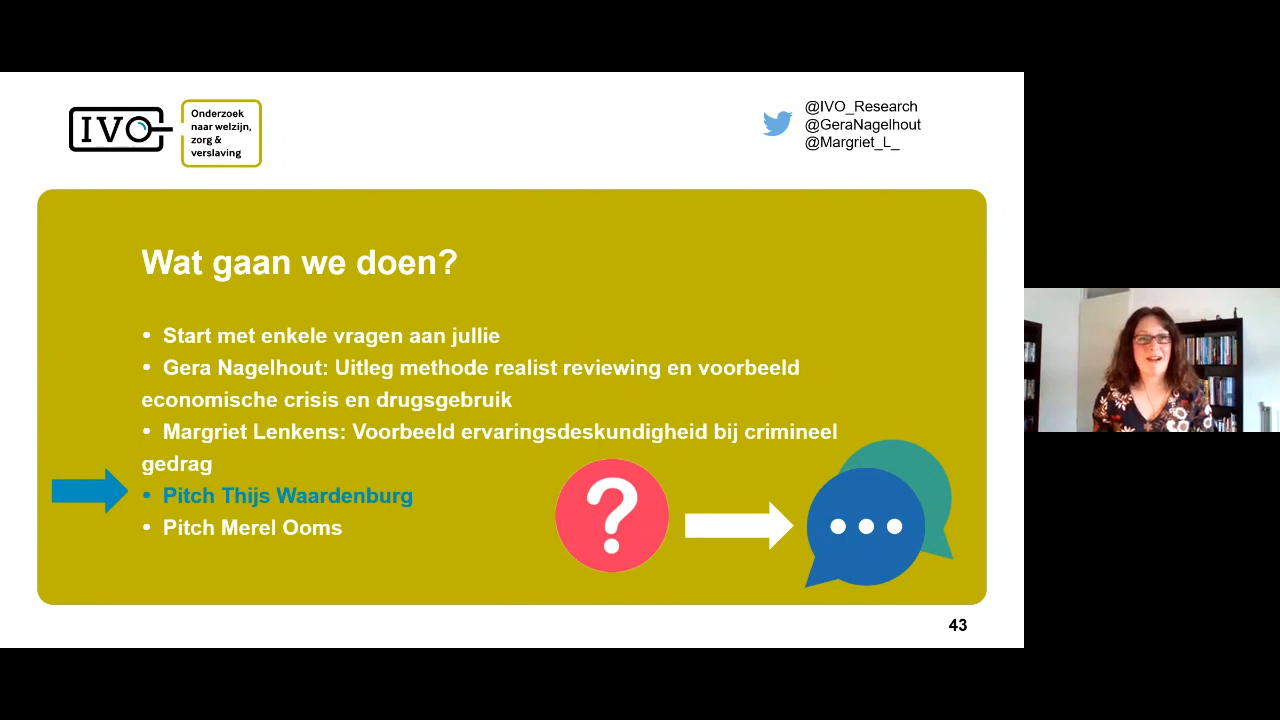 IVO
Onderzoek
naar welzijn,
zorg &
verslaving
@IVO_Research
@GeraNagelhout
@Margriet_L_
Wat gaan we doen?
• Start met enkele vragen aan jullie
• Gera Nagelhout: Uitleg methode realist reviewing en voorbeeld
economische crisis en drugsgebruik
• Margriet Lenkens: Voorbeeld ervaringsdeskundigheid bij crimineel
gedrag
• Pitch Thijs Waardenburg
• Pitch Merel Ooms
?
43